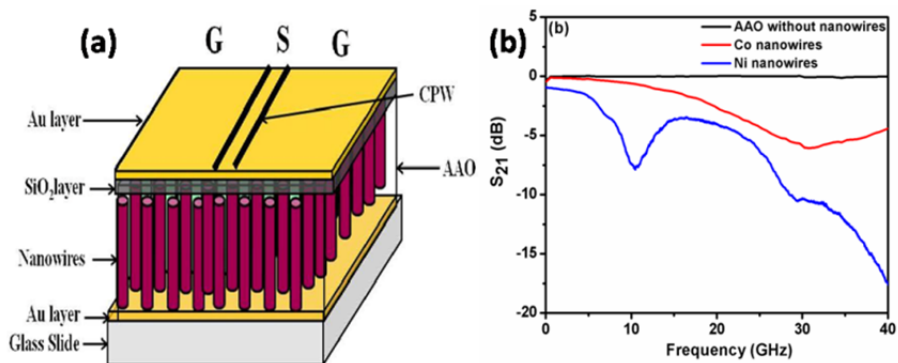 (a)
G S G
CPW
Au layer
AAO
SiO₂layer
Nanowires
Au layer
Glass Slide
(b)
(b)
AAO without nanowires
Co nanowires
Ni nanowires
S₂₁ (dB)
5
0
-5
-10
-15
-20
0 10 20 30 40
Frequency (GHz)